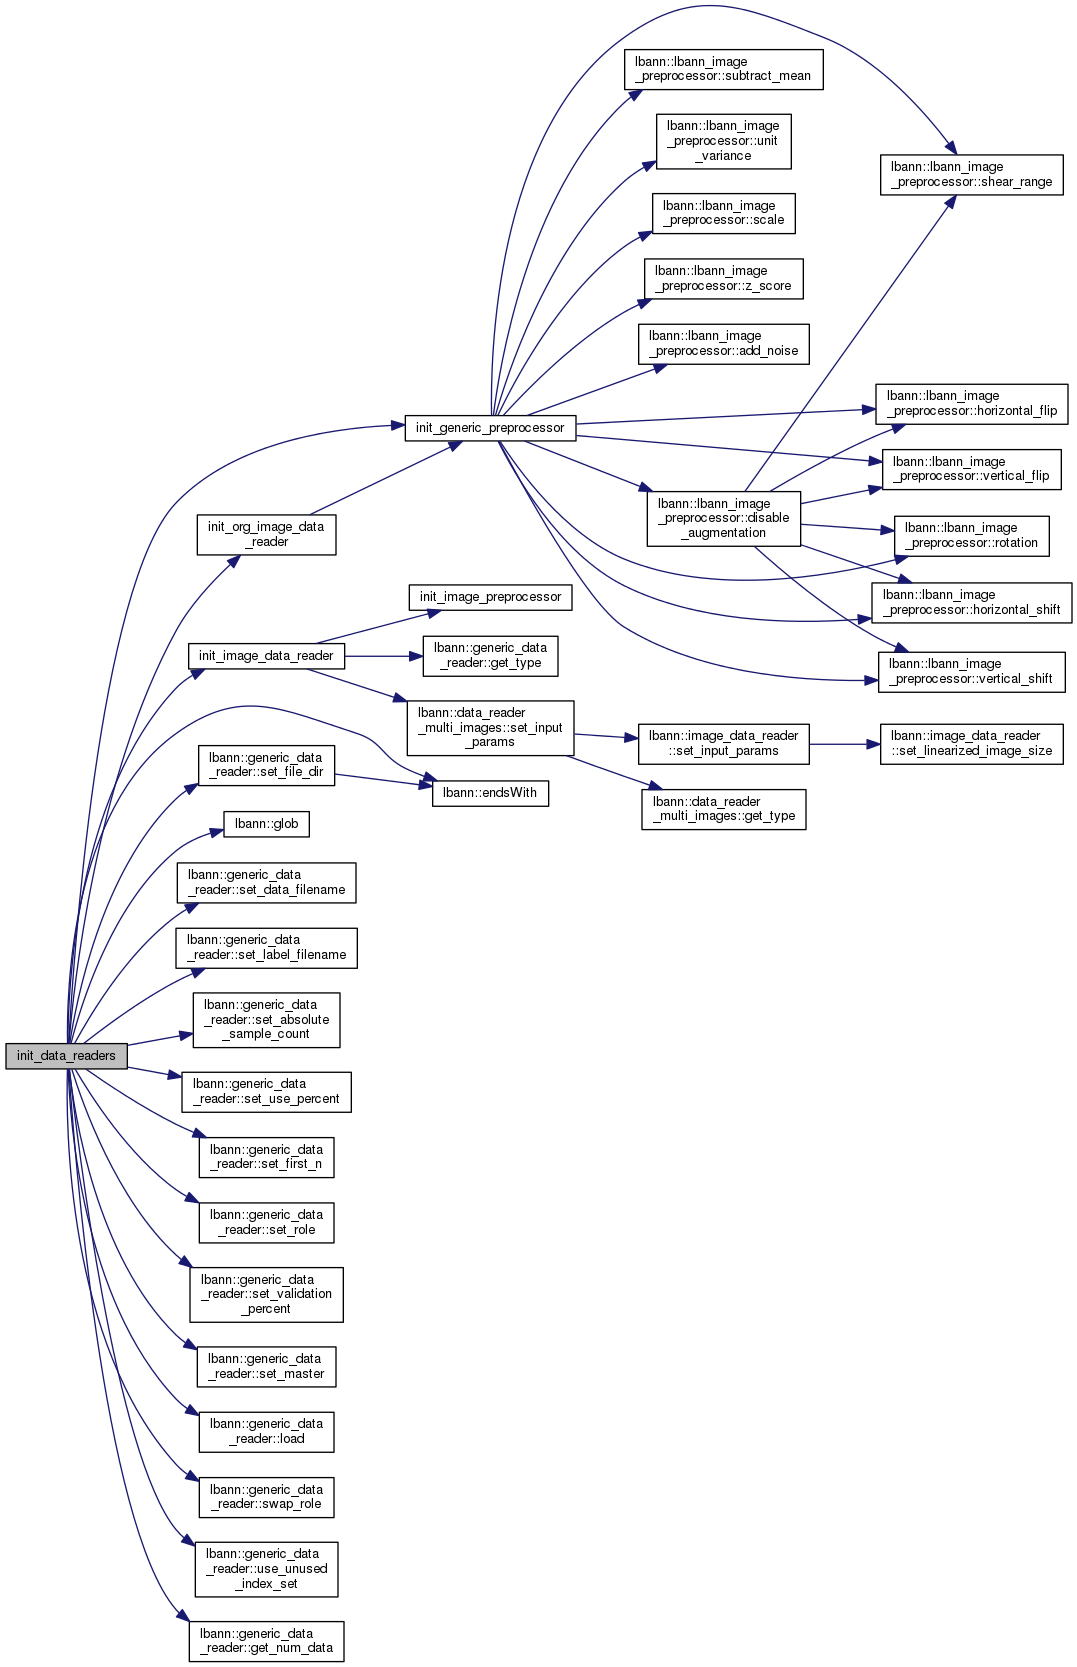 lbann::lbann_image
_preprocessor::subtract_mean
lbann::lbann_image
_preprocessor::unit
_variance
lbann::lbann_image
_preprocessor::shear_range
lbann::lbann_image
_preprocessor::scale
lbann::lbann_image
_preprocessor::z_score
lbann::lbann_image
_preprocessor::add_noise
lbann::lbann_image
_preprocessor::horizontal_flip
init_generic_preprocessor
lbann::lbann_image
_preprocessor::vertical_flip
lbann::lbann_image
_preprocessor::disable
_augmentation
init_org_image_data
_reader
lbann::lbann_image
_preprocessor::rotation
init_image_preprocessor
lbann::lbann_image
_preprocessor::horizontal_shift
init_image_data_reader
lbann::generic_data
_reader::get_type
lbann::lbann_image
_preprocessor::vertical_shift
lbann::data_reader
_multi_images::set_input
_params
lbann::image_data_reader
::set_input_params
lbann::image_data_reader
::set_linearized_image_size
lbann::generic_data
_reader::set_file_dir
lbann::endsWith
lbann::data_reader
_multi_images::get_type
lbann::glob
lbann::generic_data
_reader::set_data_filename
lbann::generic_data
_reader::set_label_filename
lbann::generic_data
_reader::set_absolute
_sample_count
init_data_readers
lbann::generic_data
_reader::set_use_percent
lbann::generic_data
_reader::set_first_n
lbann::generic_data
_reader::set_role
lbann::generic_data
_reader::set_validation
_percent
lbann::generic_data
_reader::set_master
lbann::generic_data
_reader::load
lbann::generic_data
_reader::swap_role
lbann::generic_data
_reader::use_unused
_index_set
lbann::generic_data
_reader::get_num_data